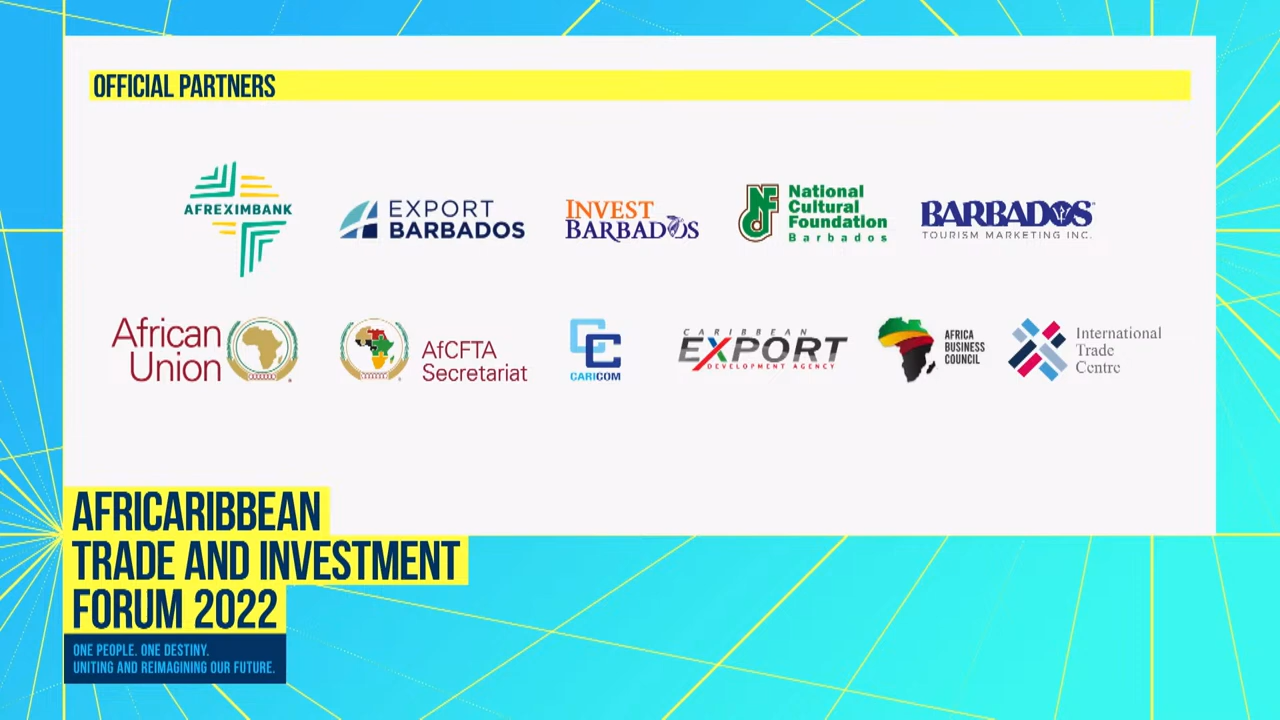 OFFICIAL PARTNERS
AFREXIMBANK
EXPORT
BARBADOS
INVEST
BARBADOS
National
Cultural
Foundation
Barbados
BARBADOS
TOURISM MARKETING INC.
African
Union
AfCFTA
Secretariat
CARICOM
CARIBBEAN
EXPORT
DEVELOPMENT AGENCY
AFRICA
BUSINESS
COUNCIL
International
Trade
Centre
AFRICARIBBEAN
TRADE AND INVESTMENT
FORUM 2022
ONE PEOPLE. ONE DESTINY.
UNITING AND REIMAGINING OUR FUTURE.